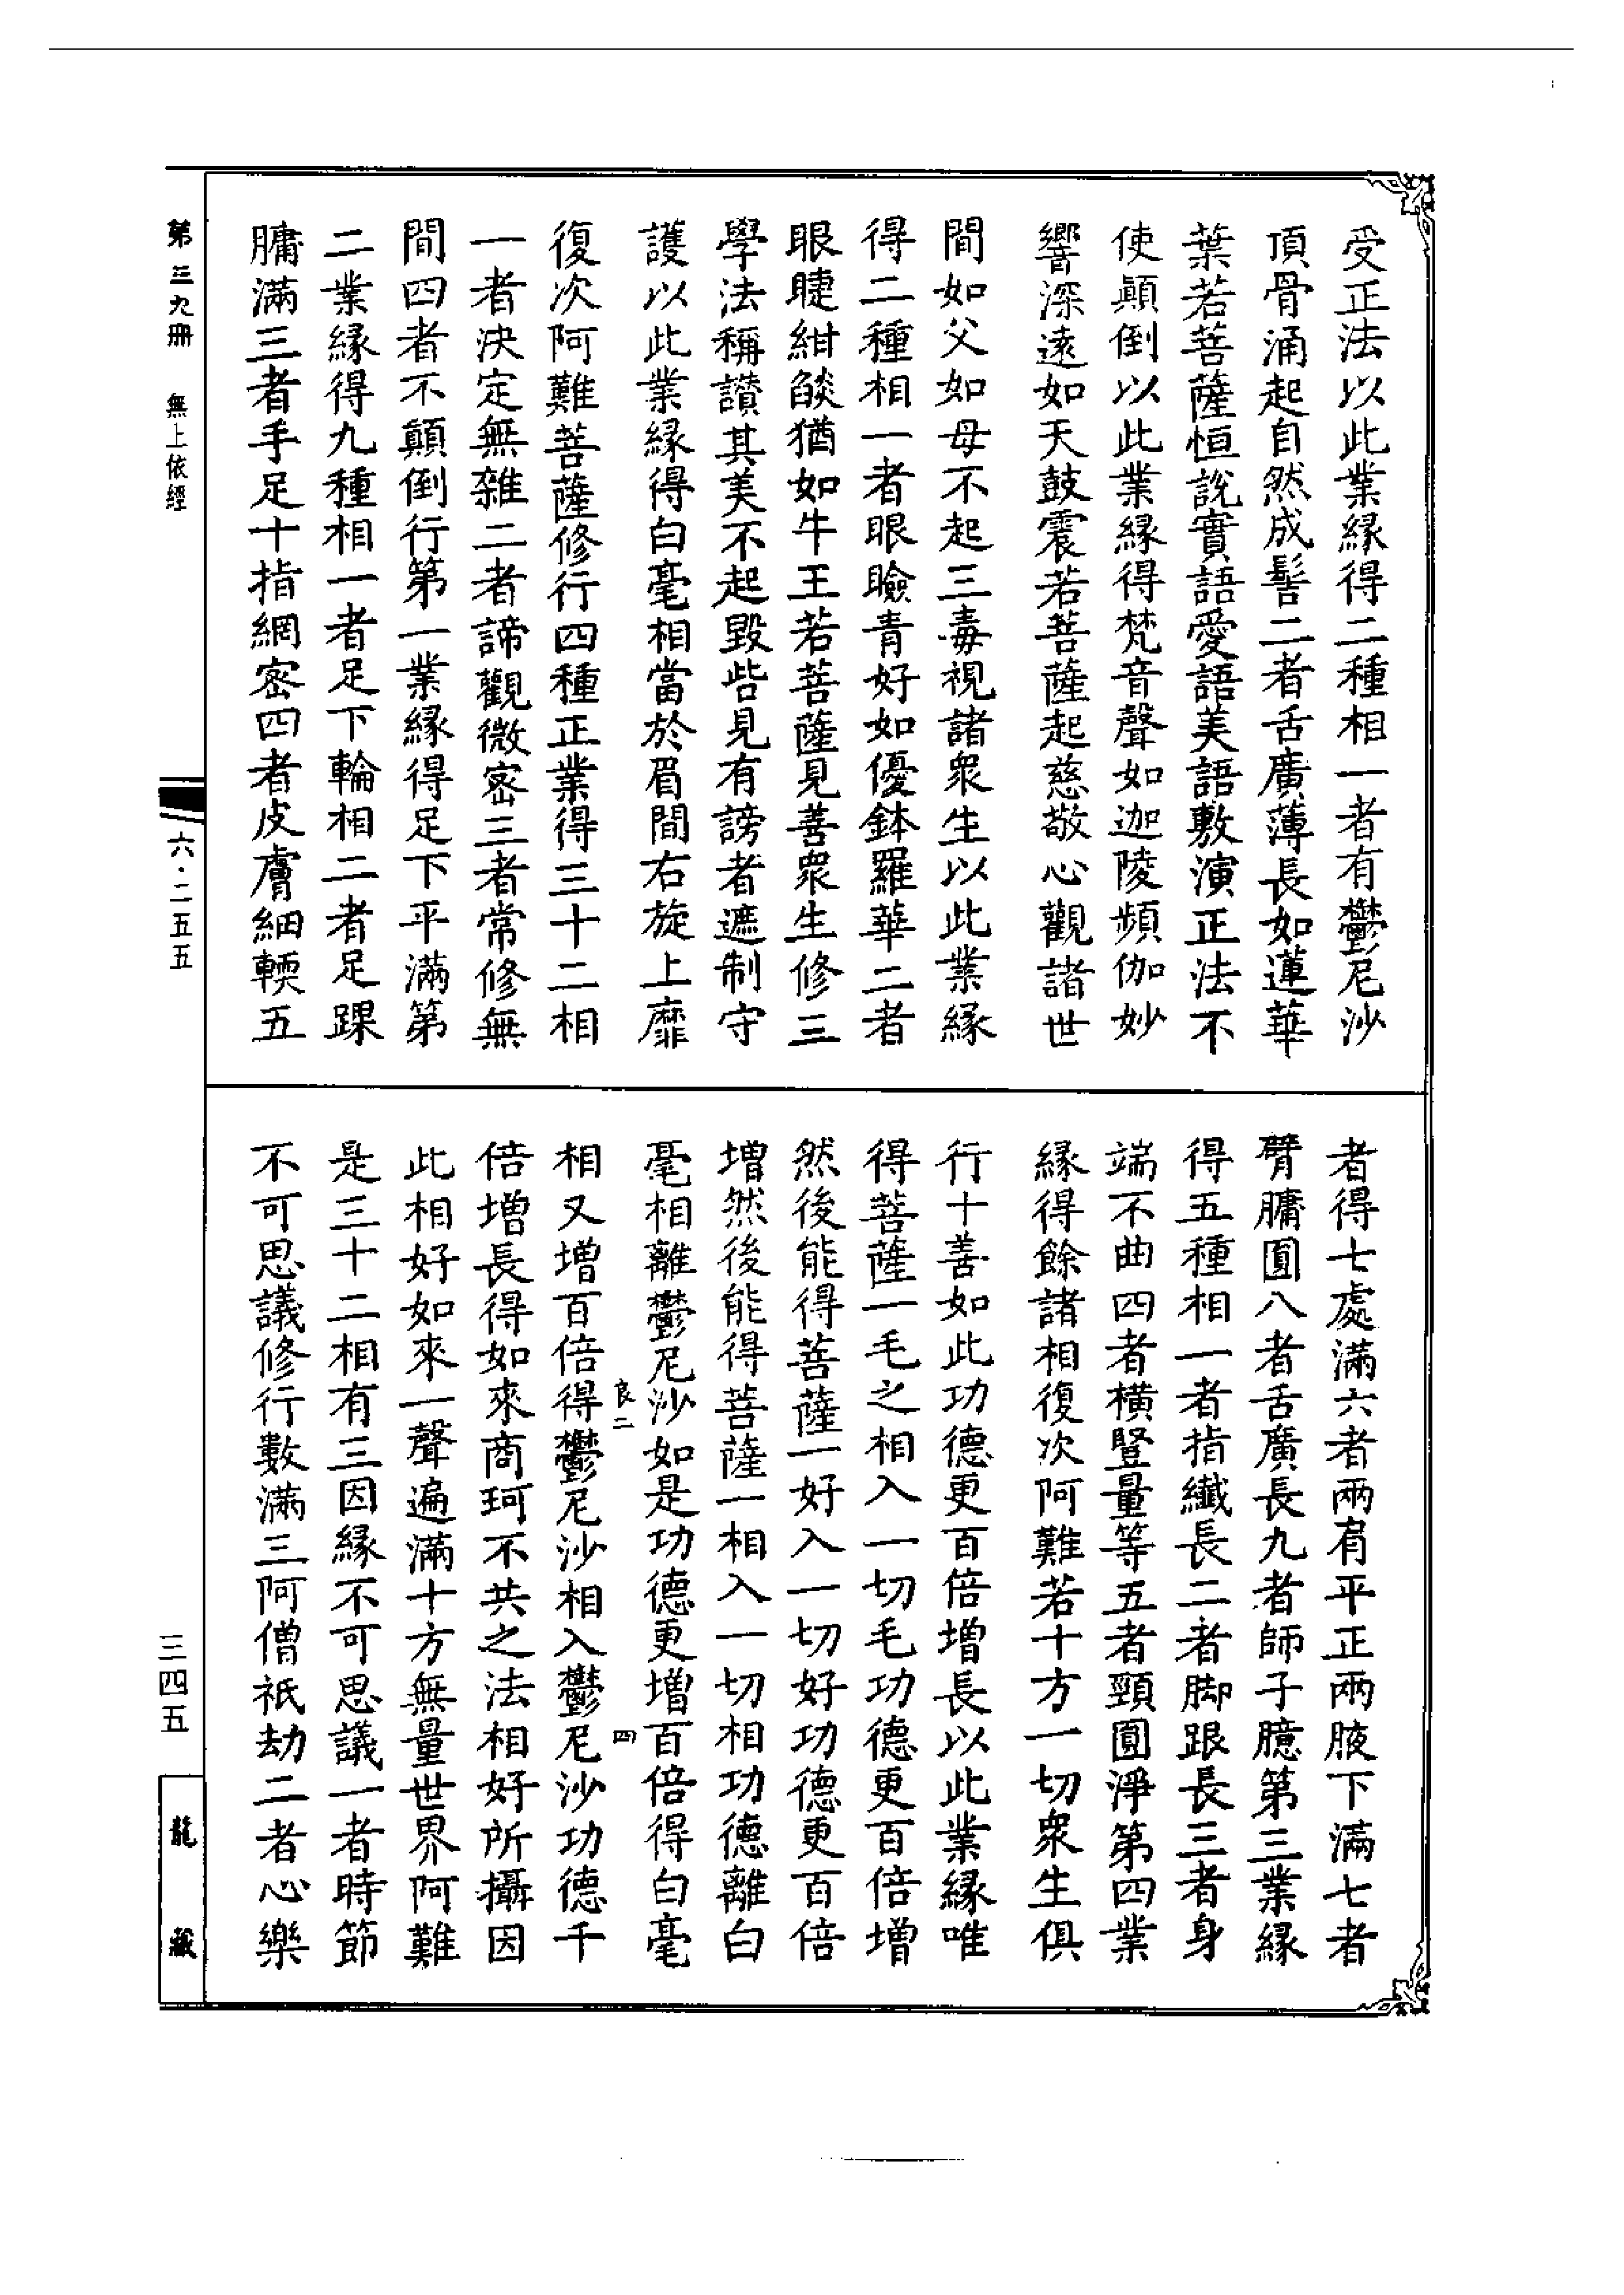 受正法以此業緣得二種相一者有鬱尼沙
頂骨涌起自然成髻二者舌廣薄長如蓮華
葉若菩薩恒說實語愛語美語敷演正法不
使顛倒以此業緣得梵音聲如迦陵頻伽妙
響深遠如天鼓震若菩薩起慈敬心觀諸世
間如父如母不起三毒視諸衆生以此業緣
得二種相一者眼瞼青好如優鉢羅華二者
眼睫紺燄猶如牛王若菩薩見善衆生修三
學法稱讃其美不起毀呰見有謗者遮制守
護以此業緣得白毫相當於眉間右旋上靡
復次阿難菩薩修行四種正業得三十二相
一者決定無雜二者諦觀微密三者常修無
間四者不顛倒行第一業緣得足下平滿第
二業緣得九種相一者足下輪相二者足踝
𦟛滿三者手足十指網密四者皮膚細輭五
者得七處滿六者兩肩平正兩腋下滿七者
臂𦟛圓八者舌廣長九者師子臆第三業緣
得五種相一者指纖長二者脚跟長三者身
端不曲四者橫豎量等五者頸圓淨第四業
緣得餘諸相復次阿難若十方一切衆生俱
行十善如此功德更百倍增長以此業緣唯
得菩薩一毛之相入一切毛功德更百倍增
然後能得菩薩一好入一切好功德更百倍
增然後能得菩薩一相入一切相功德離白
毫相離鬱尼沙如是功德更增百倍得白毫
良二
四
相又增百倍得鬱尼沙相入鬱尼沙功德千
倍增長得如來商珂不共之法相好所攝因
此相好如來一聲遍滿十方無量世界阿難
是三十二相有三因緣不可思議一者時節
不可思議修行數滿三阿僧祇劫二者心樂
第三九冊
無上依經
六·二五五
三四五
龍藏